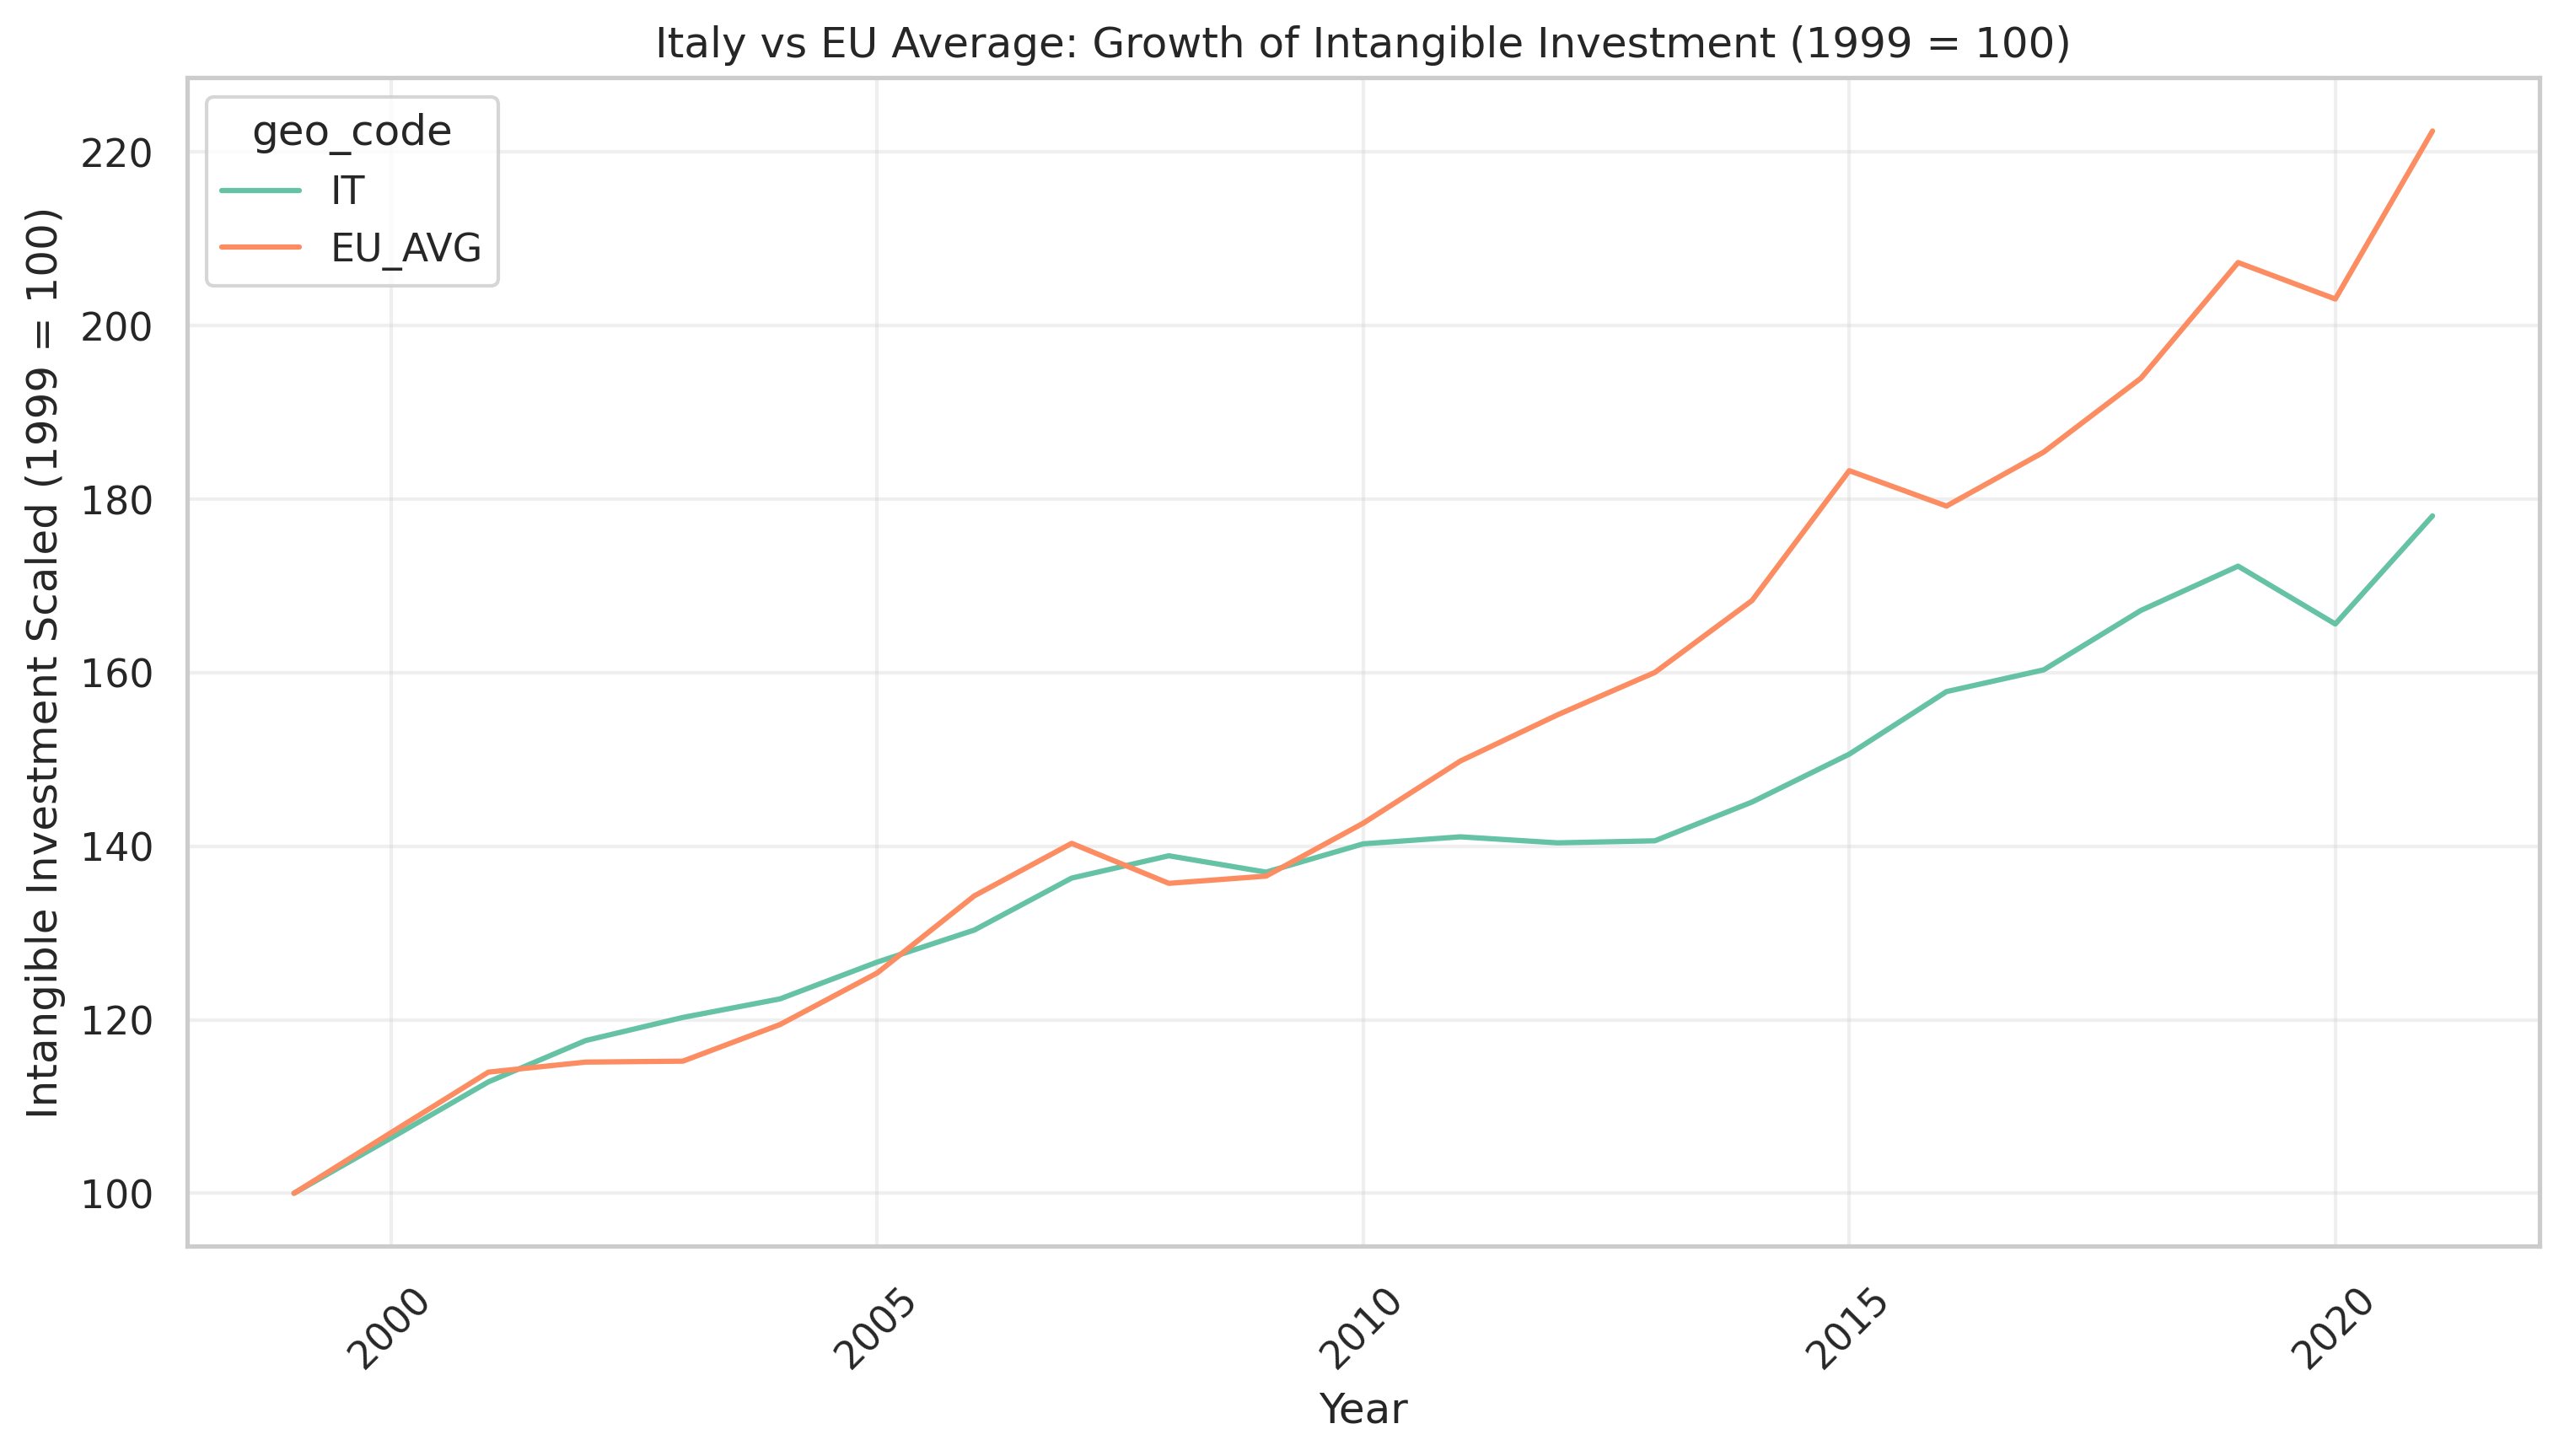 Italy vs EU Average: Growth of Intangible Investment (1999 = 100)
geo_code
IT
EU_AVG
Intangible Investment Scaled (1999 = 100)
220
200
180
160
140
120
100
2000
2005
2010
2015
2020
Year